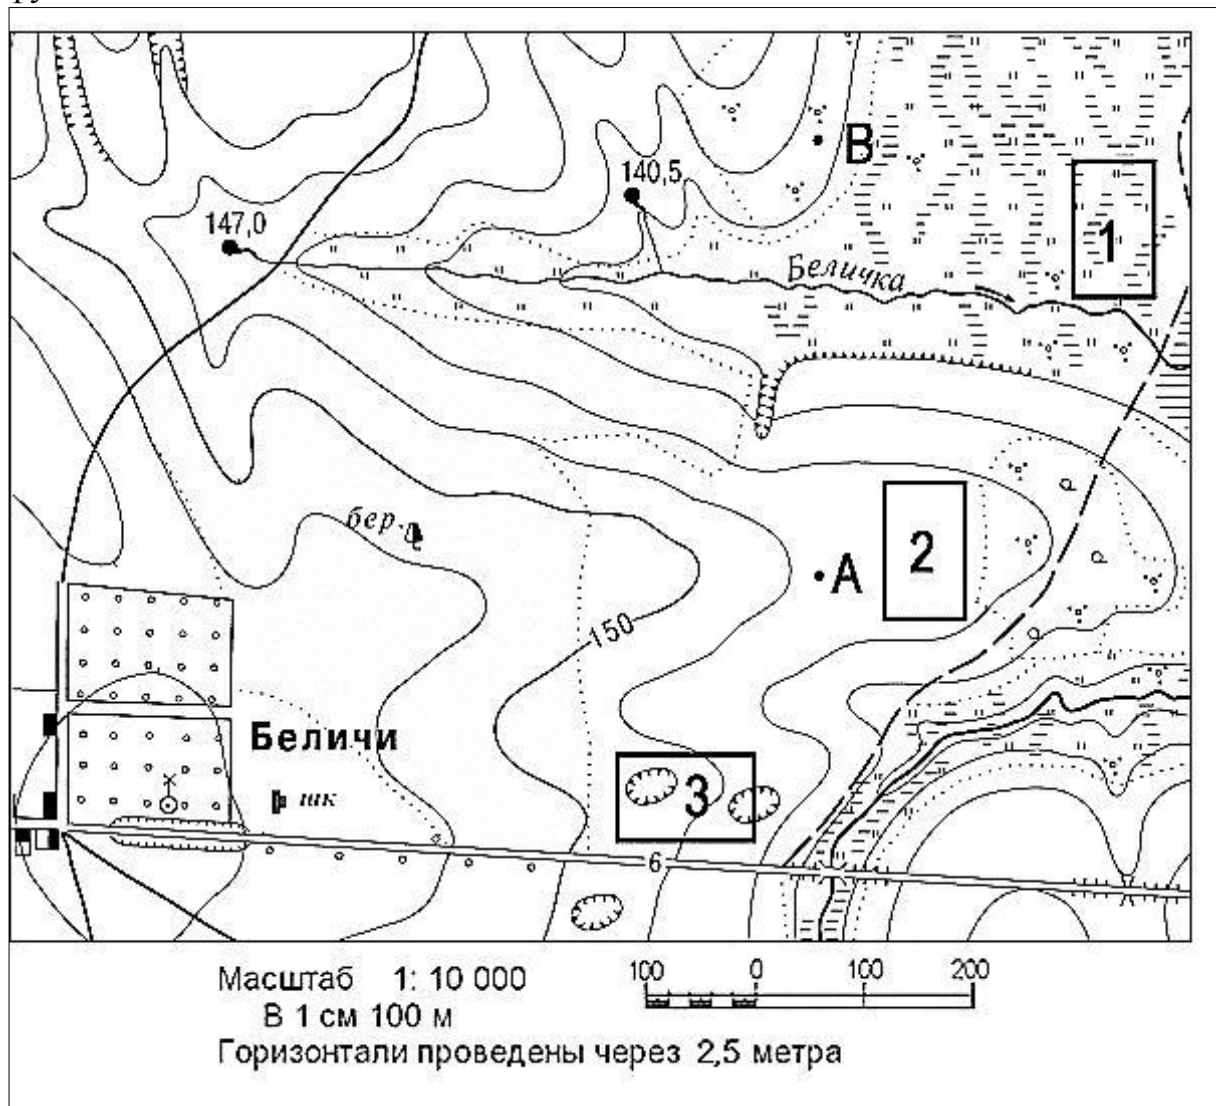 В
140,5
147,0
1
Беличка
бер.
2
А
150
Беличи
шк
3
6
Масштаб 1: 10 000
В 1 см 100 м
Горизонтали проведены через 2,5 метра
100 0 100 200